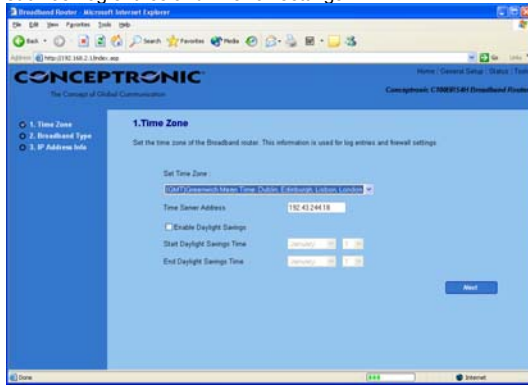 Broadband Router - Microsoft Internet Explorer
File Edit View Favorites Tools Help
Back Search Favorites Media
Address http://192.168.2.1/index.asp Go Links
CONCEPTRONIC
The Concept of Global Communication
Home | General Setup | Status | Tools
Conceptronic C100BRS4H Broadband Router
1. Time Zone
2. Broadband Type
3. IP Address Info
1.Time Zone
Set the time zone of the Broadband router. This information is used for log entries and firewall settings
Set Time Zone :
(GMT)Greenwich Mean Time: Dublin, Edinburgh, Lisbon, London
Time Server Address 192.43.244.18
Enable Daylight Savings
Start Daylight Savings Time January 1
End Daylight Savings Time January 1
Next
Done Internet